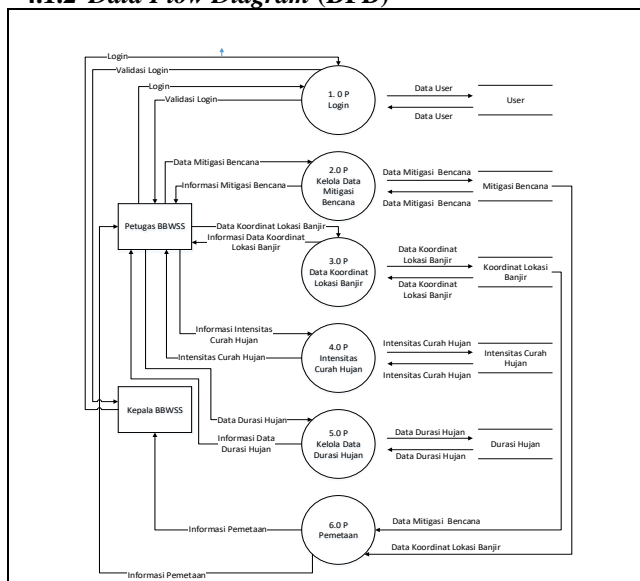 4.1.2 Data Flow Diagram (DFD)
Login
Validasi Login
Login
Validasi Login
1. 0 P
Login
Data User
Data User
User
Data Mitigasi Bencana
Informasi Mitigasi Bencana
2.0 P
Kelola Data
Mitigasi
Bencana
Data Mitigasi Bencana
Data Mitigasi Bencana
Mitigasi Bencana
Petugas BBWSS
Data Koordinat Lokasi Banjir
Informasi Data Koordinat
Lokasi Banjir
3.0 P
Data Koordinat
Lokasi Banjir
Data Koordinat
Lokasi Banjir
Data Koordinat
Lokasi Banjir
Koordinat Lokasi
Banjir
Informasi Intensitas
Curah Hujan
Intensitas Curah Hujan
4.0 P
Intensitas
Curah Hujan
Intensitas Curah Hujan
Intensitas Curah Hujan
Intensitas Curah
Hujan
Kepala BBWSS
Data Durasi Hujan
Informasi Data
Durasi Hujan
5.0 P
Kelola Data
Durasi Hujan
Data Durasi Hujan
Data Durasi Hujan
Durasi Hujan
Informasi Pemetaan
6.0 P
Pemetaan
Data Mitigasi Bencana
Data Koordinat Lokasi Banjir
Informasi Pemetaan